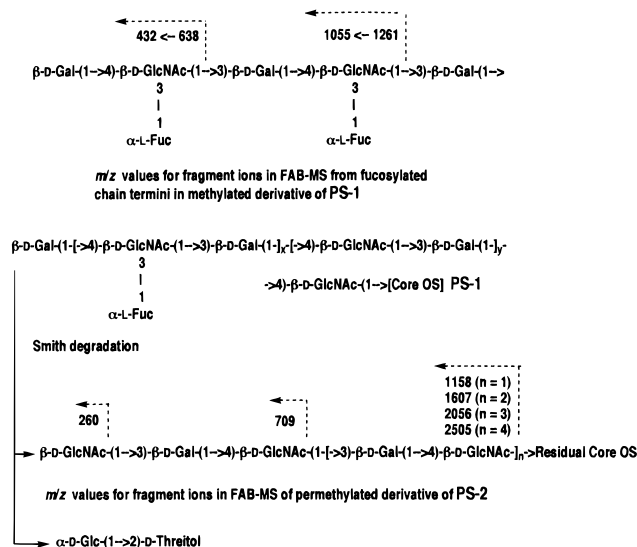 432 <– 638
1055 <– 1261
β-D-Gal-(1–>4)-β-D-GlcNAc-(1–>3)-β-D-Gal-(1–>4)-β-D-GlcNAc-(1–>3)-β-D-Gal-(1–>
3 3
I I
1 1
α-L-Fuc α-L-Fuc
m/z values for fragment ions in FAB-MS from fucosylated
chain termini in methylated derivative of PS-1
β-D-Gal-(1-[–>4)-β-D-GlcNAc-(1–>3)-β-D-Gal-(1-]x-[–>4)-β-D-GlcNAc-(1–>3)-β-D-Gal-(1-]y-
3
I
1
α-L-Fuc
–>4)-β-D-GlcNAc-(1–>[Core OS] PS-1
Smith degradation
260
709
1158 (n = 1)
1607 (n = 2)
2056 (n = 3)
2505 (n = 4)
β-D-GlcNAc-(1–>3)-β-D-Gal-(1–>4)-β-D-GlcNAc-(1-[–>3)-β-D-Gal-(1–>4)-β-D-GlcNAc-]n–>Residual Core OS
m/z values for fragment ions in FAB-MS of permethylated derivative of PS-2
α-D-Glc-(1–>2)-D-Threitol